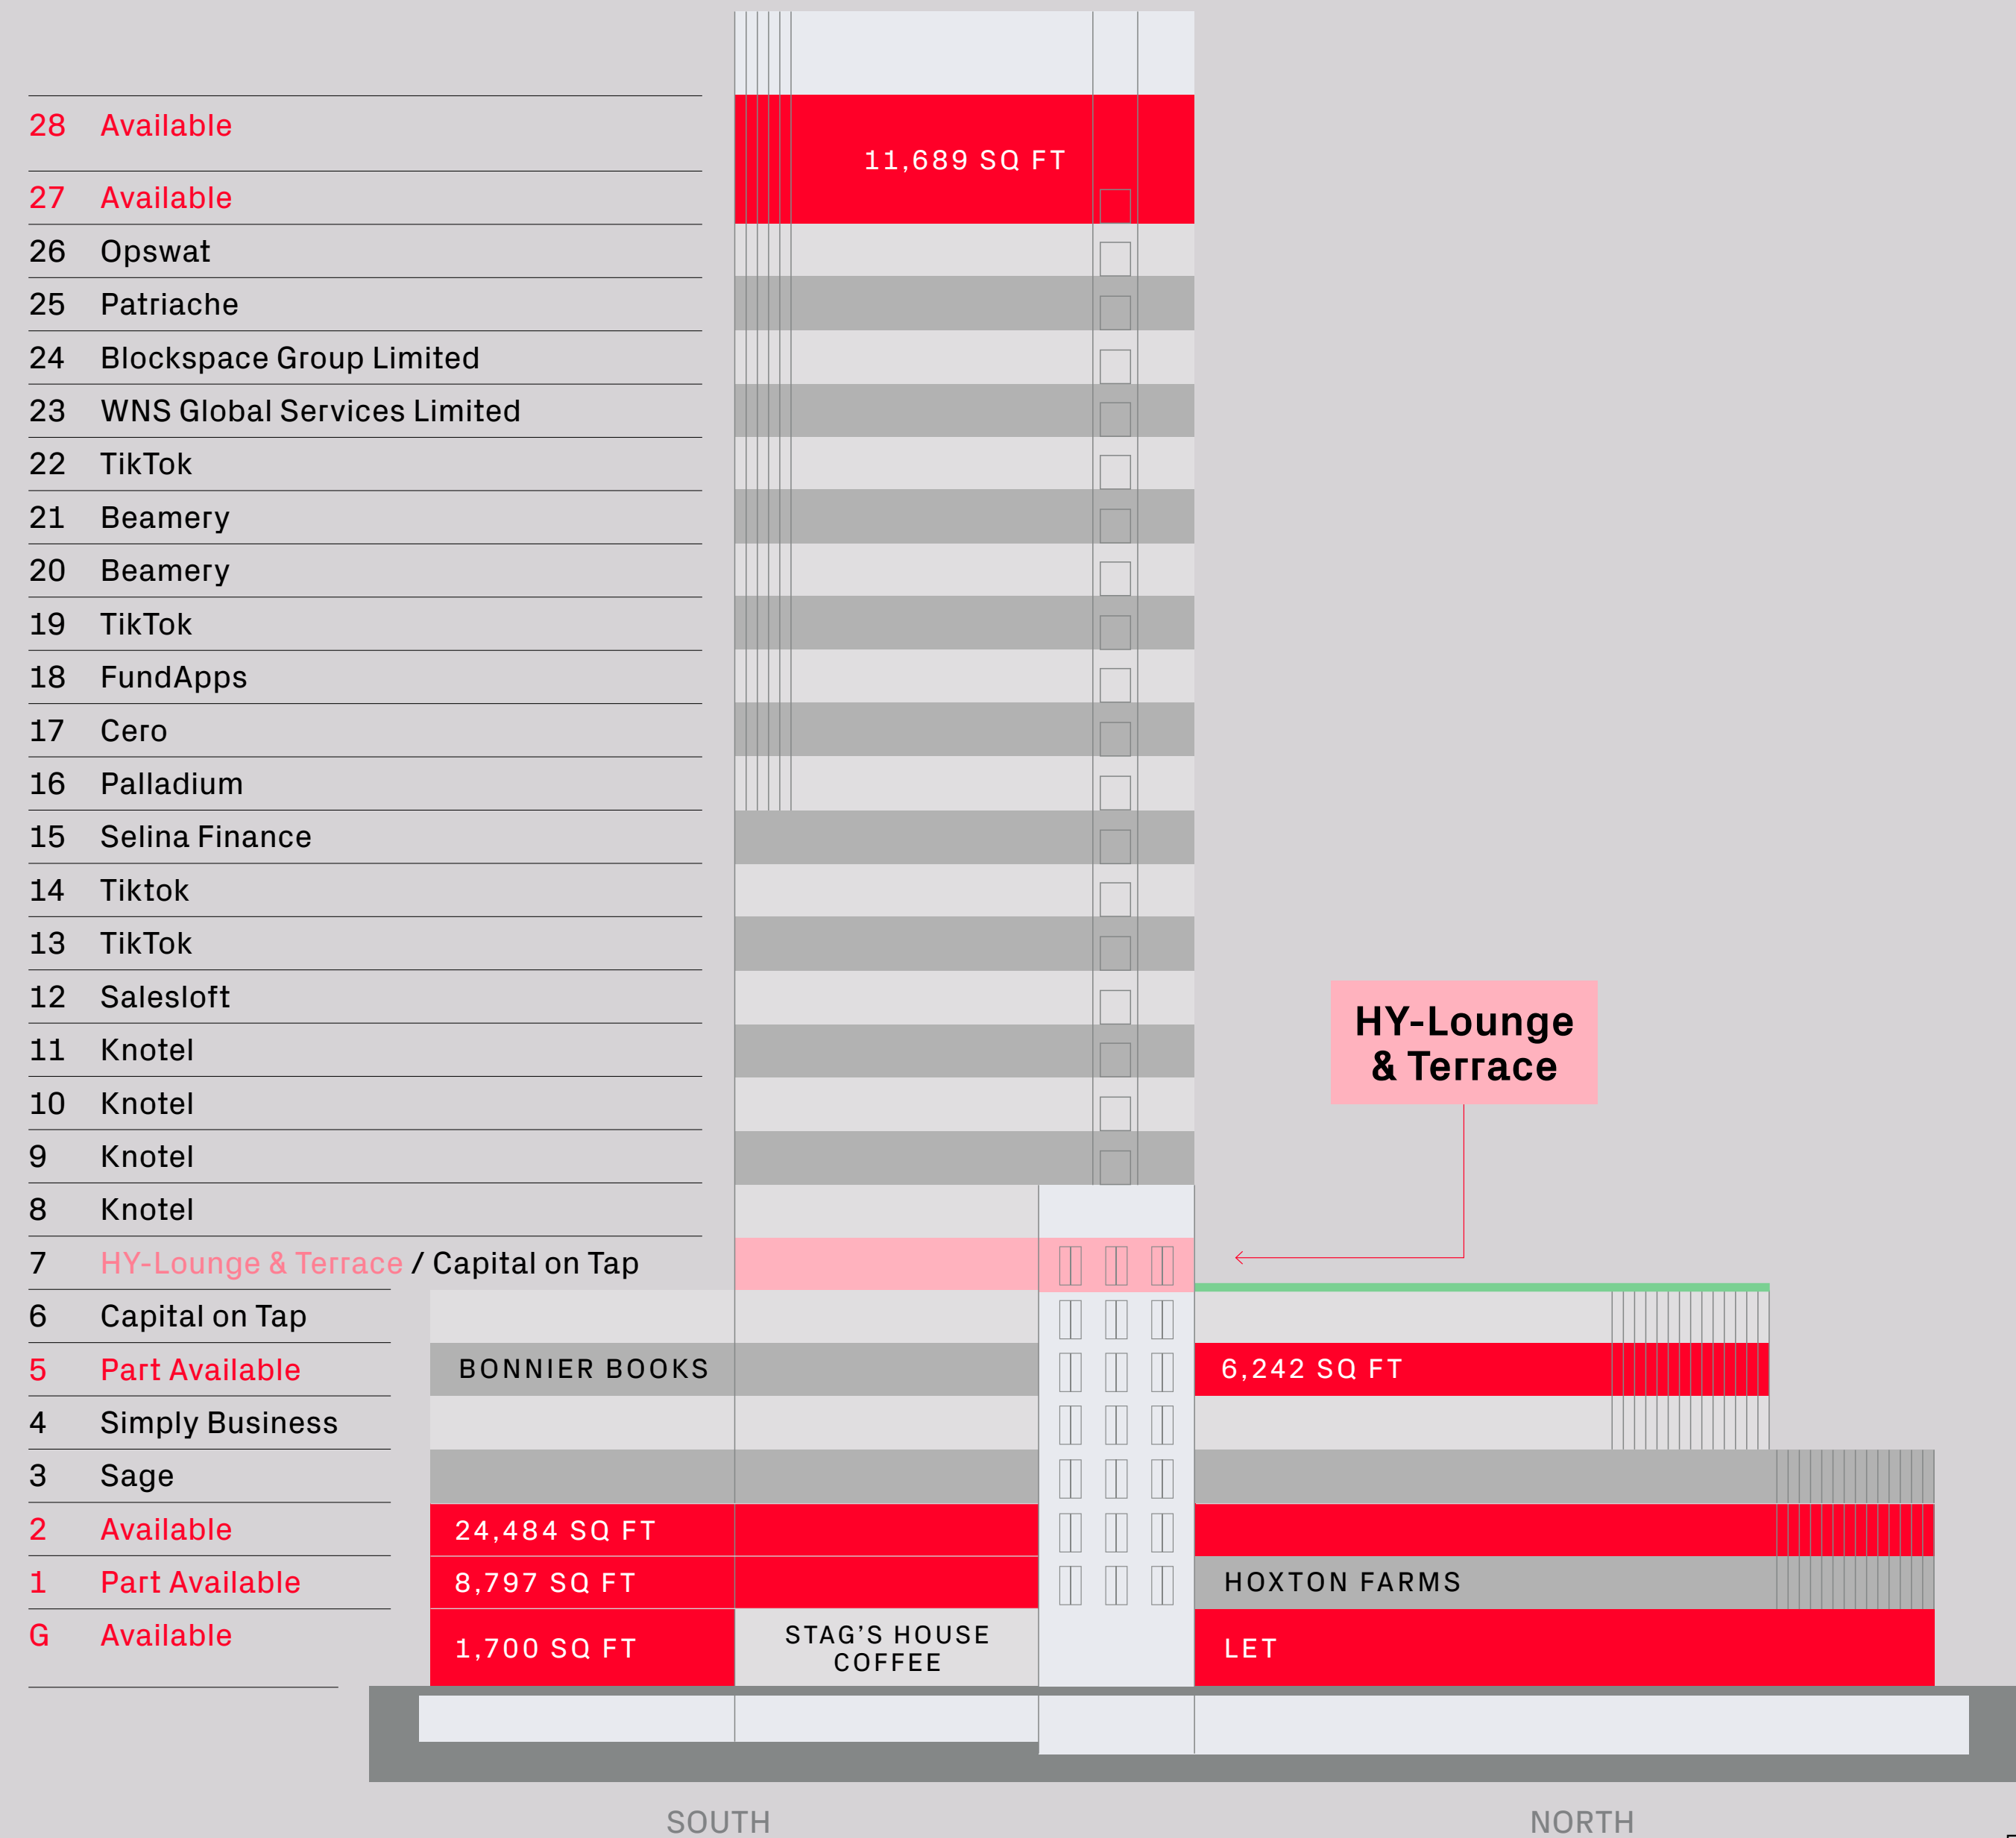 28 Available
11,689 SQ FT
27 Available
26 Opswat
25 Patriache
24 Blockspace Group Limited
23 WNS Global Services Limited
22 TikTok
21 Beamery
20 Beamery
19 TikTok
18 FundApps
17 Cero
16 Palladium
15 Selina Finance
14 Tiktok
13 TikTok
12 Salesloft
11 Knotel
10 Knotel
9 Knotel
8 Knotel
HY-Lounge
& Terrace
7 HY-Lounge & Terrace / Capital on Tap
6 Capital on Tap
5 Part Available BONNIER BOOKS 6,242 SQ FT
4 Simply Business
3 Sage
2 Available 24,484 SQ FT
1 Part Available 8,797 SQ FT HOXTON FARMS
G Available 1,700 SQ FT
STAG’S HOUSE
COFFEE
LET
SOUTH NORTH